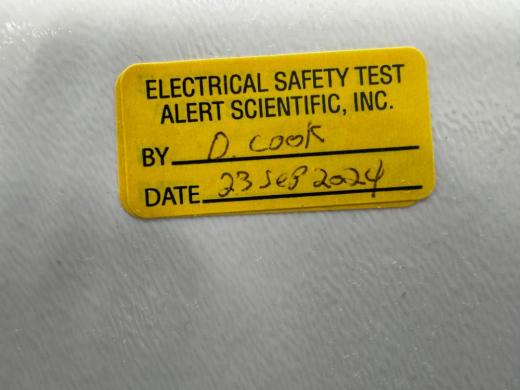 ELECTRICAL SAFETY TEST
ALERT SCIENTIFIC, INC.
BY D. COOK
DATE 23 Sep 2024